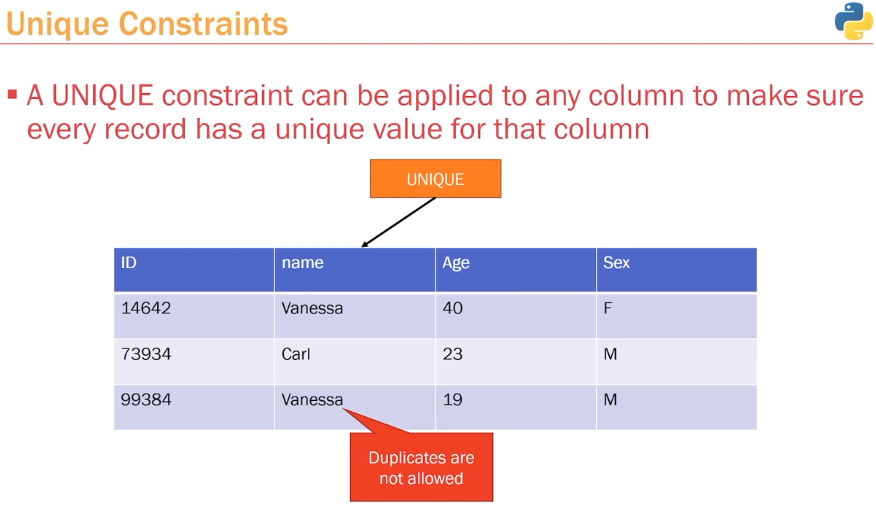 Unique Constraints
A UNIQUE constraint can be applied to any column to make sure
every record has a unique value for that column
UNIQUE
ID name Age Sex
14642 Vanessa 40 F
73934 Carl 23 M
99384 Vanessa 19 M
Duplicates are
not allowed